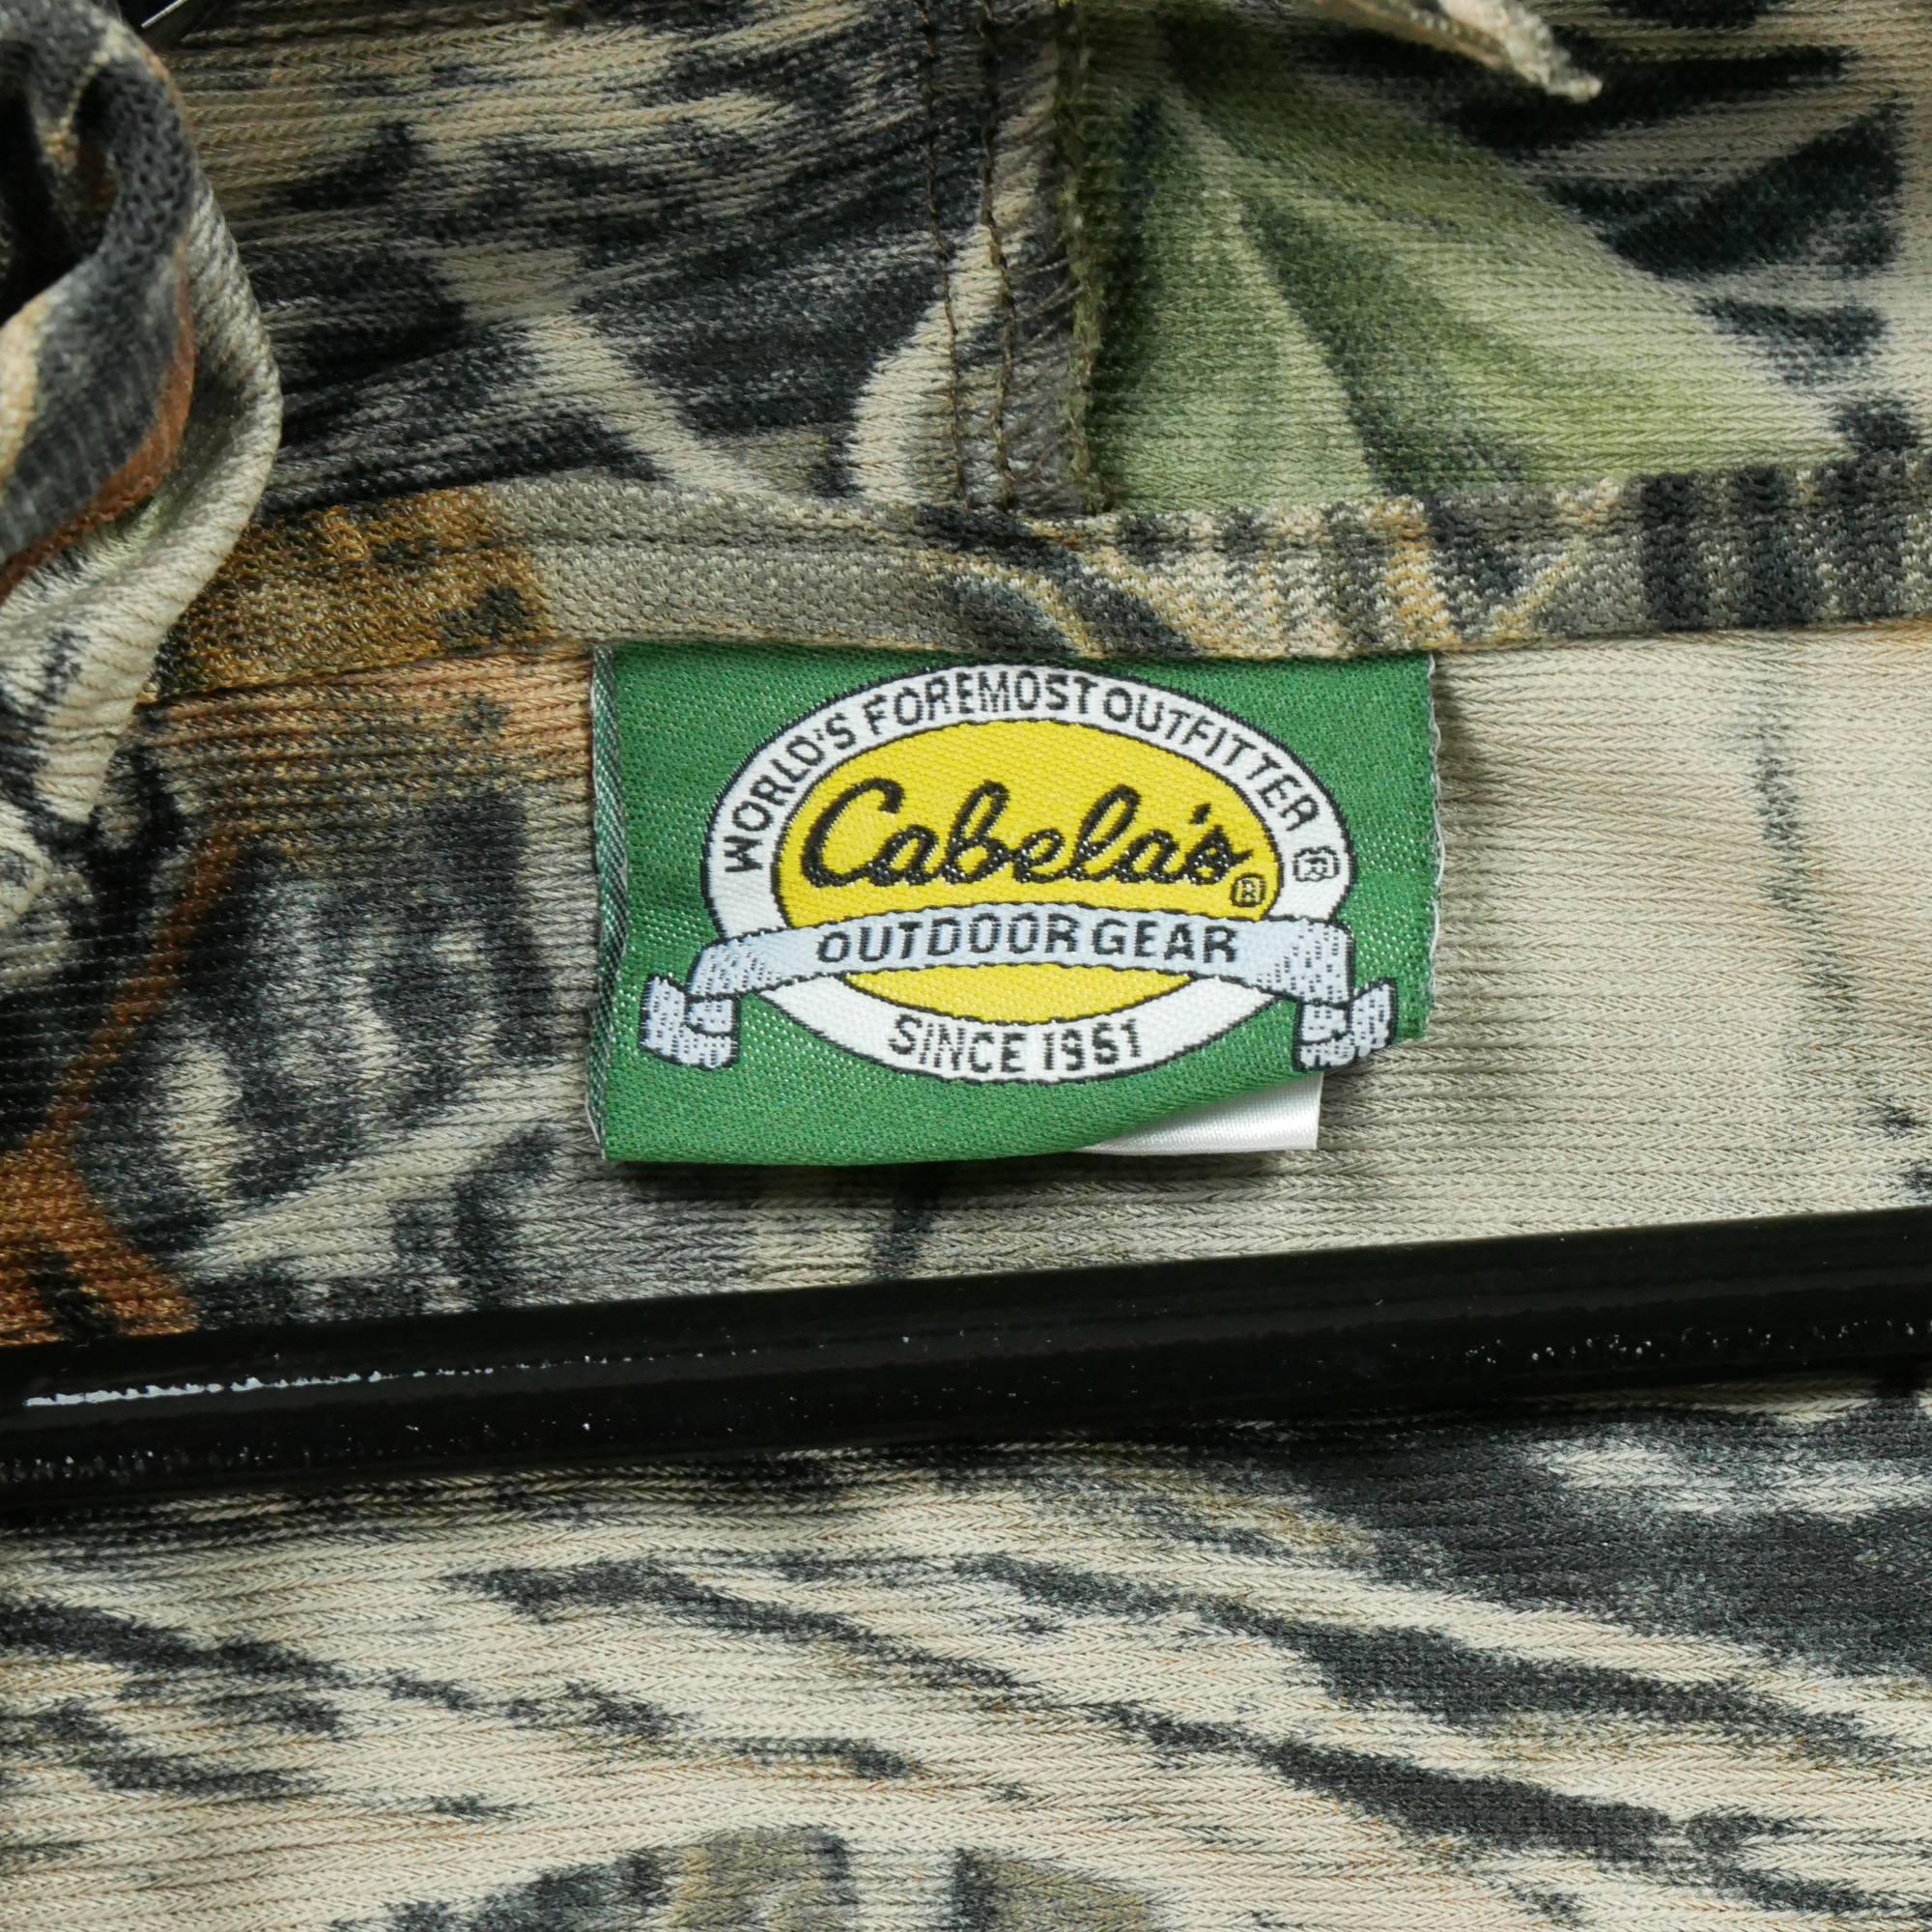 WORLD'S FOREMOST OUTFITTER ®
Cabela's ®
OUTDOOR GEAR
SINCE 1961